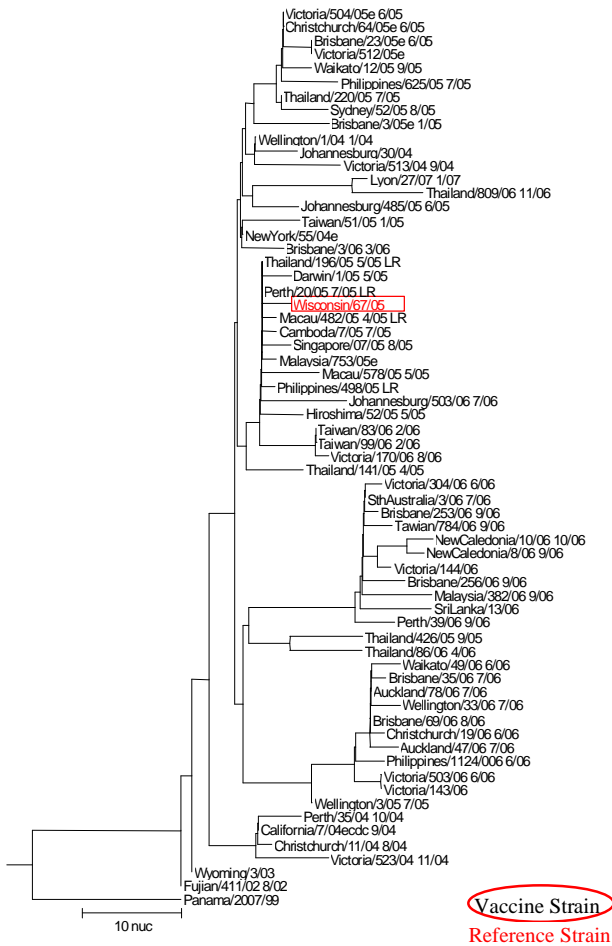 Victoria/504/05e 6/05
Christchurch/64/05e 6/05
Brisbane/23/05e 6/05
Victoria/512/05e
Waikato/12/05 9/05
Philippines/625/05 7/05
Thailand/220/05 7/05
Sydney/52/05 8/05
Brisbane/3/05e 1/05
Wellington/1/04 1/04
Johannesburg/30/04
Victoria/513/04 9/04
Lyon/27/07 1/07
Thailand/809/06 11/06
Johannesburg/485/05 6/05
Taiwan/51/05 1/05
NewYork/55/04e
Brisbane/3/06 3/06
Thailand/196/05 5/05 LR
Darwin/1/05 5/05
Perth/20/05 7/05 LR
Wisconsin/67/05
Macau/482/05 4/05 LR
Camboda/7/05 7/05
Singapore/07/05 8/05
Malaysia/753/05e
Macau/578/05 5/05
Philippines/498/05 LR
Johannesburg/503/06 7/06
Hiroshima/52/05 5/05
Taiwan/83/06 2/06
Taiwan/99/06 2/06
Victoria/170/06 8/06
Thailand/141/05 4/05
Victoria/304/06 6/06
SthAustralia/3/06 7/06
Brisbane/253/06 9/06
Tawian/784/06 9/06
NewCaledonia/10/06 10/06
NewCaledonia/8/06 9/06
Victoria/144/06
Brisbane/256/06 9/06
Malaysia/382/06 9/06
SriLanka/13/06
Perth/39/06 9/06
Thailand/426/05 9/05
Thailand/86/06 4/06
Waikato/49/06 6/06
Brisbane/35/06 7/06
Auckland/78/06 7/06
Wellington/33/06 7/06
Brisbane/69/06 8/06
Christchurch/19/06 6/06
Auckland/47/06 7/06
Philippines/1124/006 6/06
Victoria/503/06 6/06
Victoria/143/06
Wellington/3/05 7/05
Perth/35/04 10/04
California/7/04ecdc 9/04
Christchurch/11/04 8/04
Victoria/523/04 11/04
Wyoming/3/03
Fujian/411/02 8/02
Panama/2007/99
10 nuc
Vaccine Strain
Reference Strain